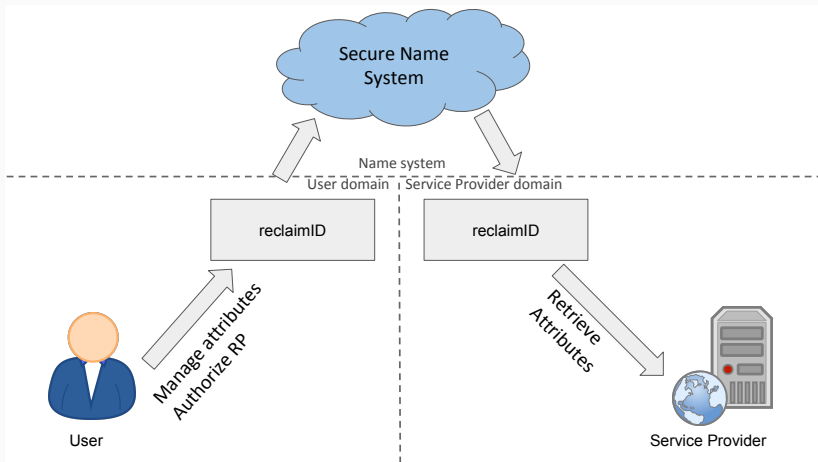 Secure Name
System
Name system
User domain
Service Provider domain
reclaimID
reclaimID
Manage attributes
Authorize RP
Retrieve
Attributes
User
Service Provider